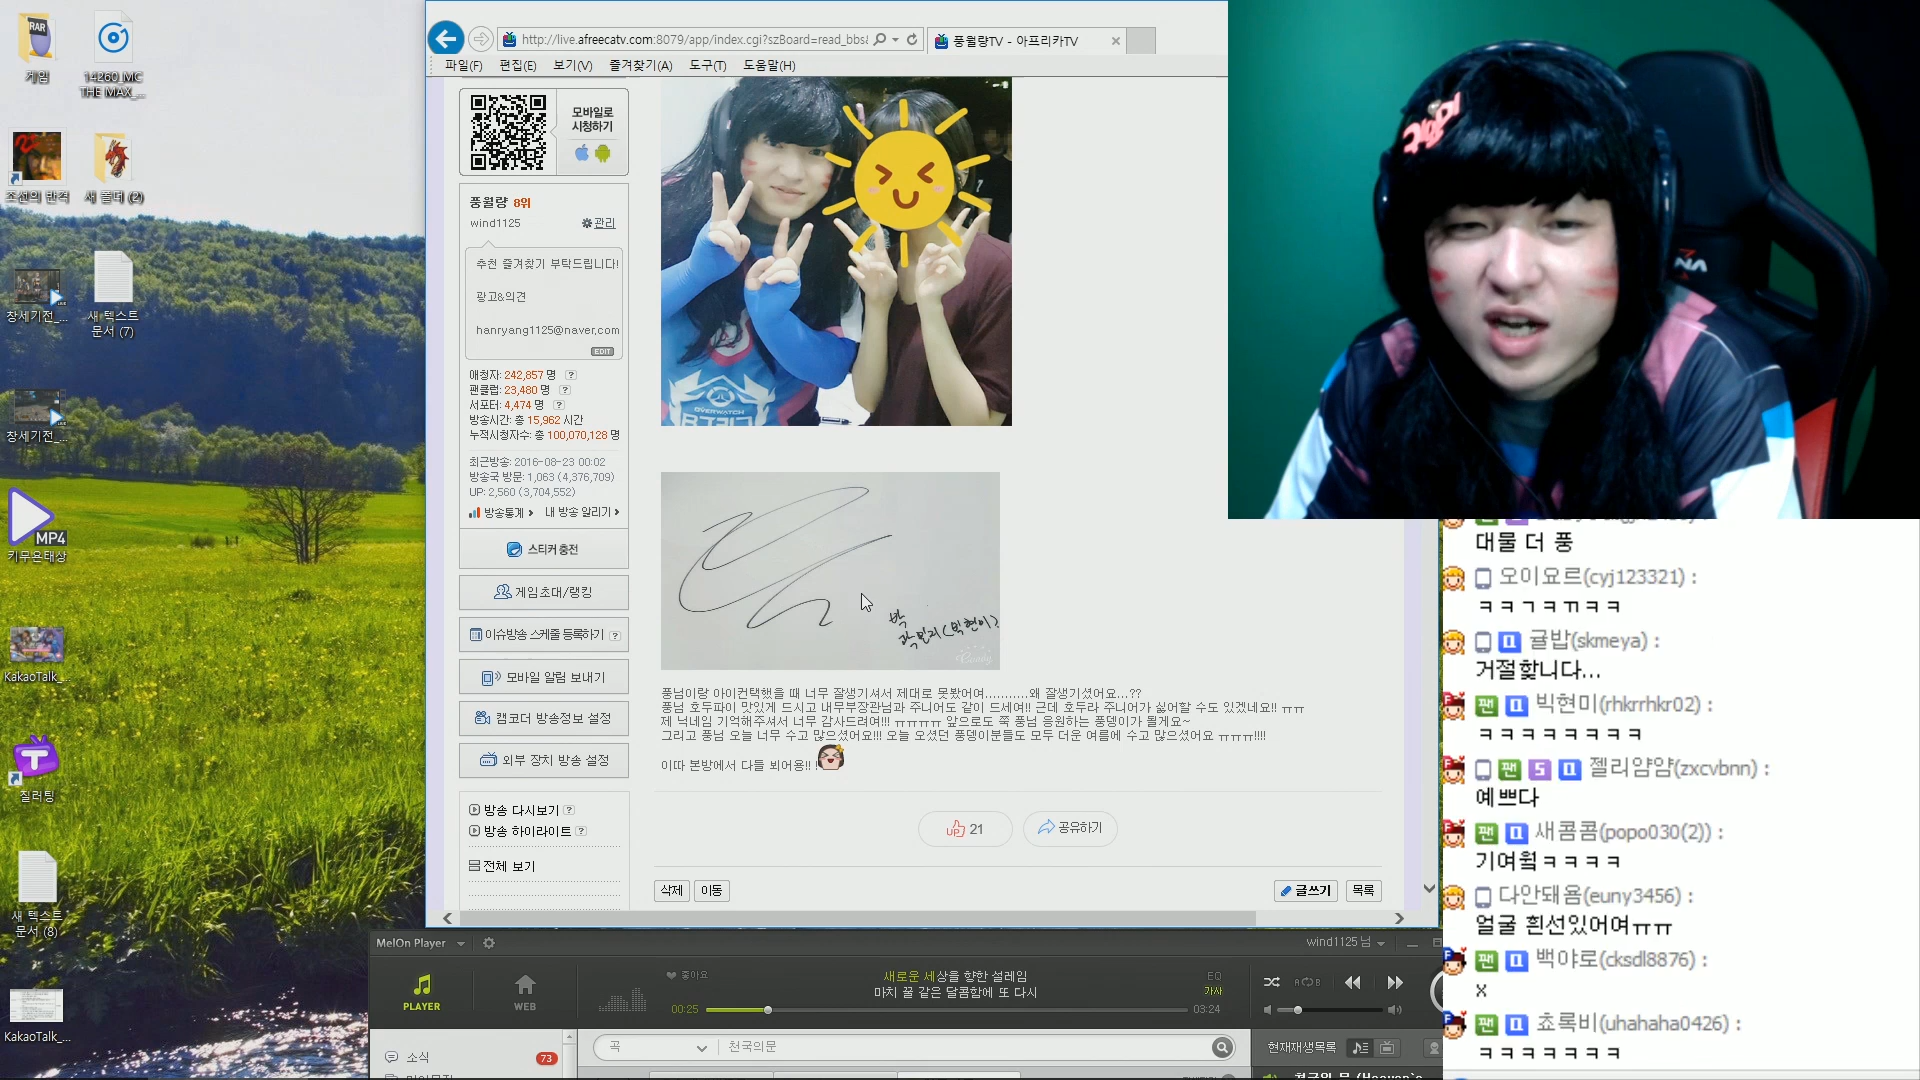 게임
14260_MC
THE MAX_...
조선의 반격
새 폴더 (2)
창세기전_...
새 텍스트
문서 (7)
창세기전_...
MP4
키무욘태상
KakaoTalk_...
질러팅
새 텍스트
문서 (8)
KakaoTalk_...
http://live.afreecatv.com:8079/app/index.cgi?szBoard=read_bbs&
풍월량TV - 아프리카TV
파일(F) 편집(E) 보기(V) 즐겨찾기(A) 도구(T) 도움말(H)
모바일로
시청하기
풍월량 8위
wind1125 관리
추천 즐겨찾기 부탁드립니다!
광고&의견
hanryang1125@naver.com
EDIT
애청자: 242,857 명 ?
팬클럽: 23,480 명 ?
서포터: 4,474 명 ?
방송시간: 총 15,962 시간
누적시청자수: 총 100,070,128 명
최근방송: 2016-08-23 00:02
방송국 방문: 1,063 (4,376,709)
UP: 2,560 (3,704,552)
방송통계 내 방송 알리기
스티커 충전
게임초대/랭킹
이슈방송 스케줄 등록하기 ?
모바일 알림 보내기
캠코더 방송정보 설정
외부 장치 방송 설정
방송 다시보기 ?
방송 하이라이트 ?
전체 보기
OVERWATCH
풍님이랑 아이컨택했을 때 너무 잘생기셔서 제대로 못봤어여...........왜 잘생기셨어요...??
풍님 호두파이 맛있게 드시고 내무부장관님과 주니어도 같이 드세여!! 근데 호두라 주니어가 싫어할 수도 있겠네요!! ㅠㅠ
제 닉네임 기억해주셔서 너무 감사드려여!!! ㅠㅠㅠㅠㅠ 앞으로도 쭉 풍님 응원하는 풍뎅이가 될게요~
그리고 풍님 오늘 너무 수고 많으셨어요!!! 오늘 오셨던 풍뎅이분들도 모두 더운 여름에 수고 많으셨어요 ㅠㅠㅠ!!!!
이따 본방에서 다들 뵈어용!! !
UP 21 공유하기
삭제 이동 글쓰기 목록
대물 더 풍
오이요르(cyj123321) :
ㅋㅋㄱㅋㄲㅋㅋ
귤밥(skmeya) :
거절핮니다...
팬 빅현미(rhkrrhkr02) :
ㅋㅋㅋㅋㅋㅋㅋㅋ
팬 S 젤리얌얌(zxcvbnn) :
예쁘다
팬 새콤콤(popo030(2)) :
기여웤ㅋㅋㅋㅋ
다안돼욤(euny3456) :
얼굴 흰선있어여ㅠㅠ
팬 백야로(cksdl8876) :
x
팬 쵸록비(uhahaha0426) :
ㅋㅋㅋㅋㅋㅋㅋ
MelOn Player
wind1125 님
PLAYER
WEB
좋아요
새로운 세상을 향한 설레임
마치 꿀 같은 달콤함에 또 다시
EQ
가사
00:25
03:24
소식 73
곡
천국의문
현재재생목록